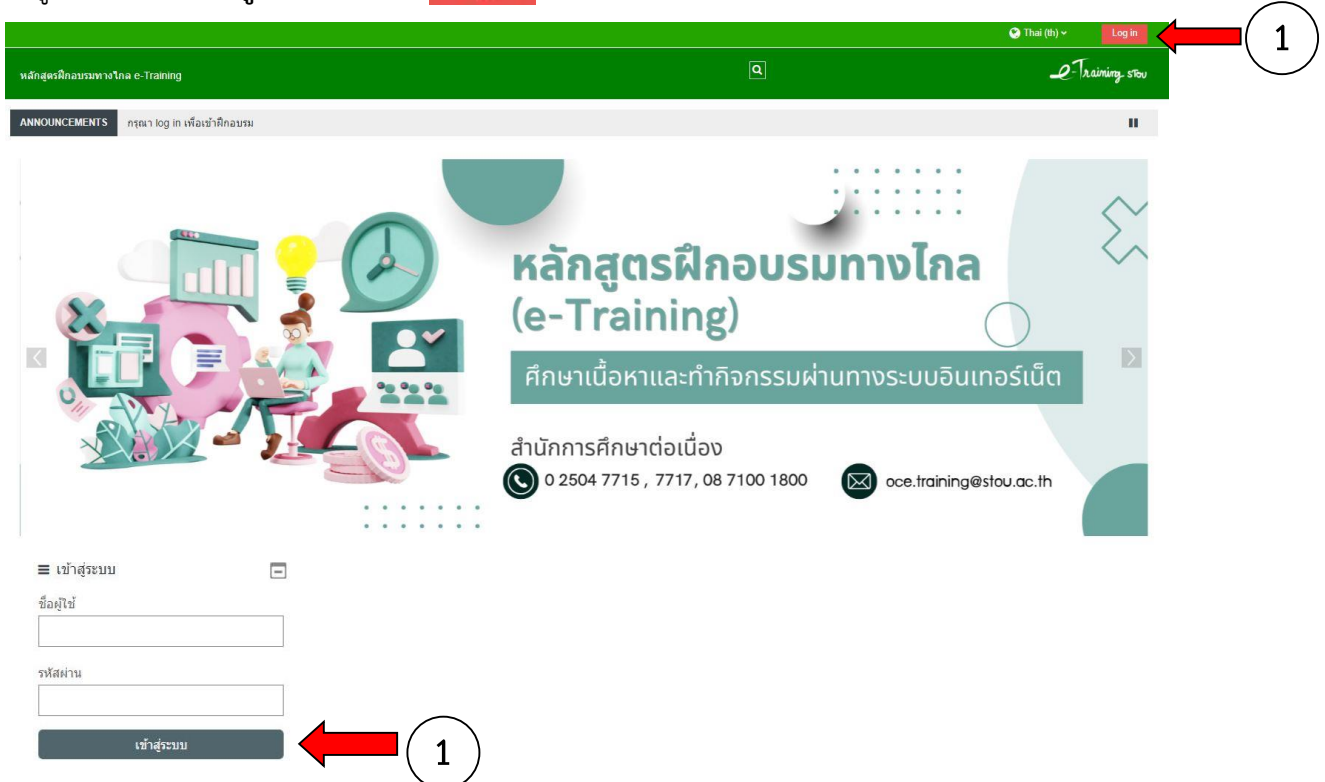 Thai (th)
Log in
1
หลักสูตรฝึกอบรมทางไกล e-Training
e-Training STOU
ANNOUNCEMENTS กรุณา log in เพื่อเข้าฝึกอบรม
หลักสูตรฝึกอบรมทางไกล
(e-Training)
ศึกษาเนื้อหาและทำกิจกรรมผ่านทางระบบอินเทอร์เน็ต
สำนักการศึกษาต่อเนื่อง
0 2504 7715 , 7717, 08 7100 1800 oce.training@stou.ac.th
เข้าสู่ระบบ
ชื่อผู้ใช้
รหัสผ่าน
เข้าสู่ระบบ
1